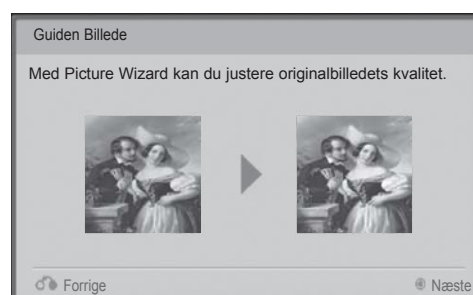 Guiden Billede
Med Picture Wizard kan du justere originalbilledets kvalitet.
Forrige
Næste